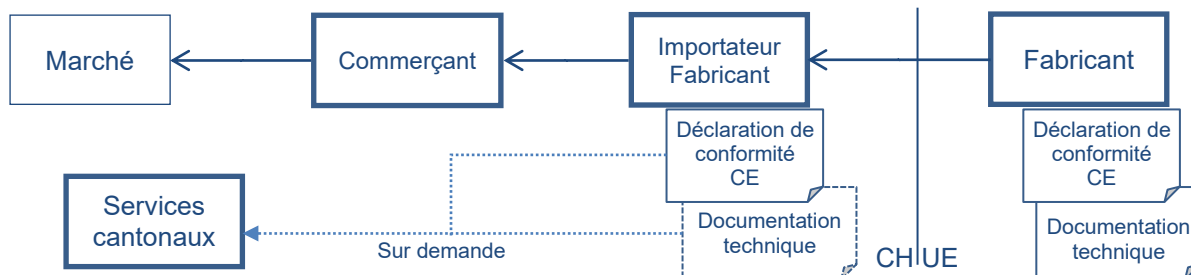 Marché
Commerçant
Importateur
Fabricant
Fabricant
Déclaration de
conformité
CE
Déclaration de
conformité
CE
Services
cantonaux
Sur demande
Documentation
technique
CH UE
Documentation
technique